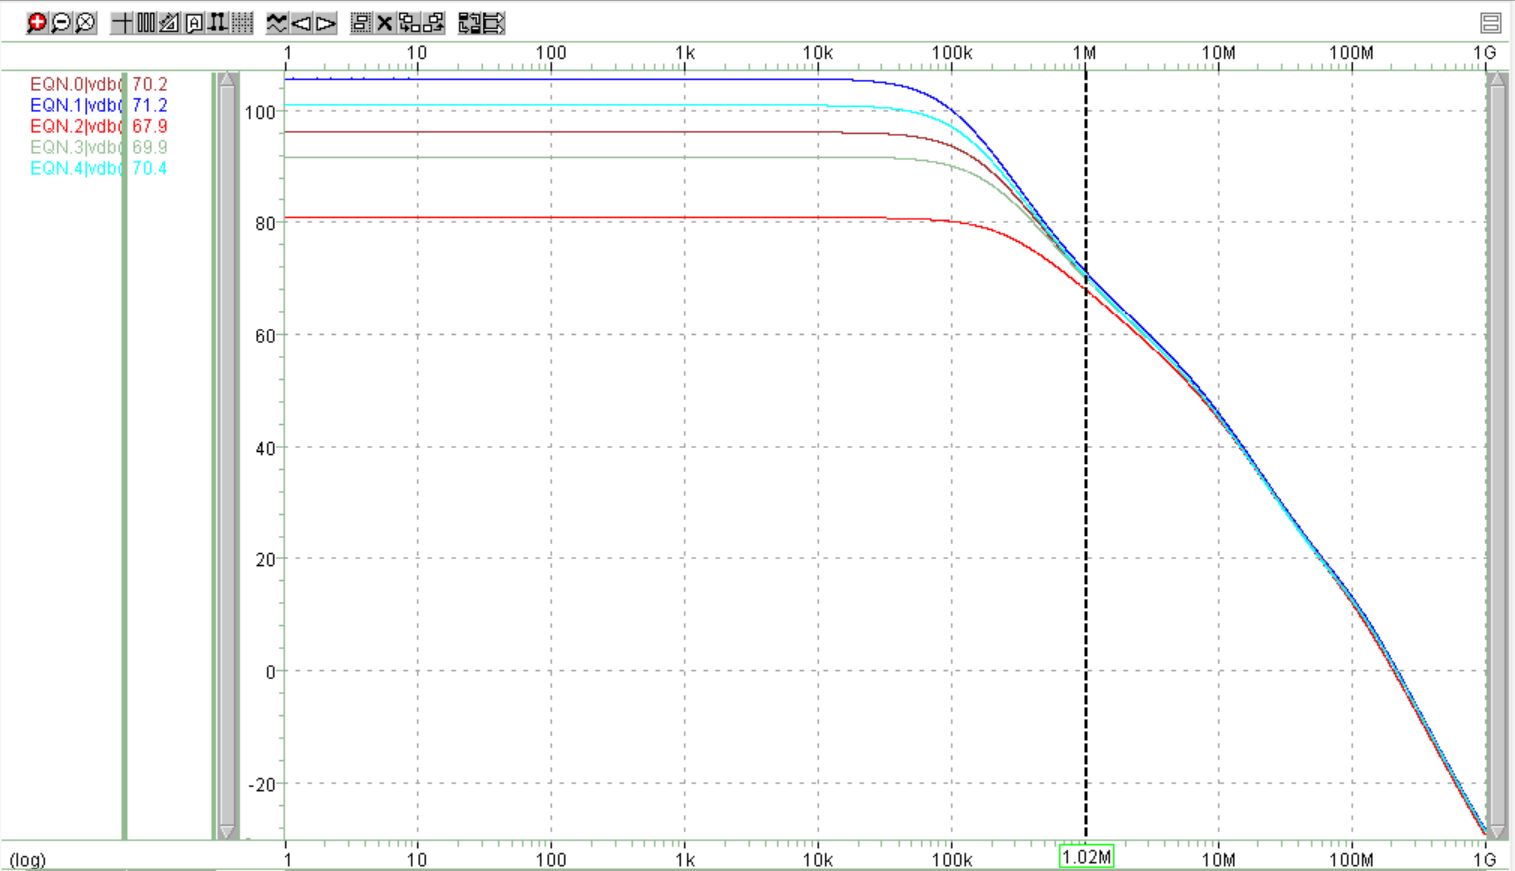 A
1 10 100 1k 10k 100k 1M 10M 100M 1G
EQN.0|vdb( 70.2
EQN.1|vdb( 71.2
EQN.2|vdb( 67.9
EQN.3|vdb( 69.9
EQN.4|vdb( 70.4
100
80
60
40
20
0
-20
(log) 1 10 100 1k 10k 100k 1.02M 10M 100M 1G